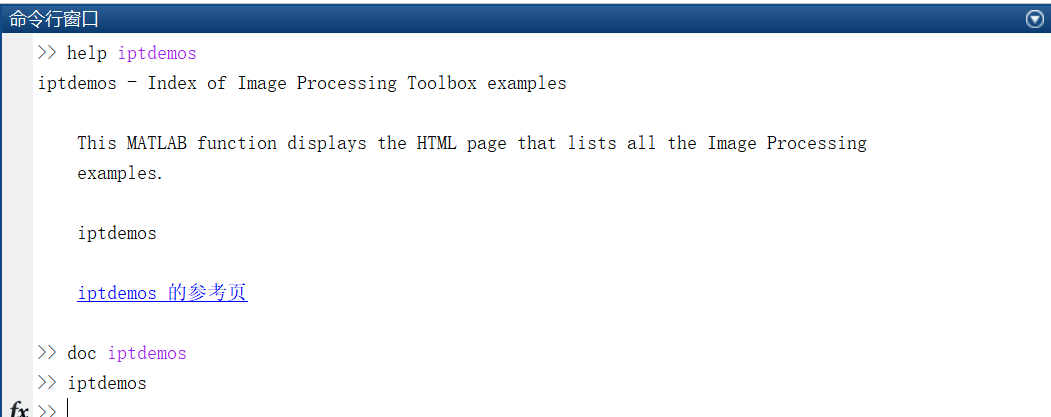 命令行窗口
>> help iptdemos
iptdemos - Index of Image Processing Toolbox examples
This MATLAB function displays the HTML page that lists all the Image Processing
examples.
iptdemos
iptdemos 的参考页
>> doc iptdemos
>> iptdemos
fx >>